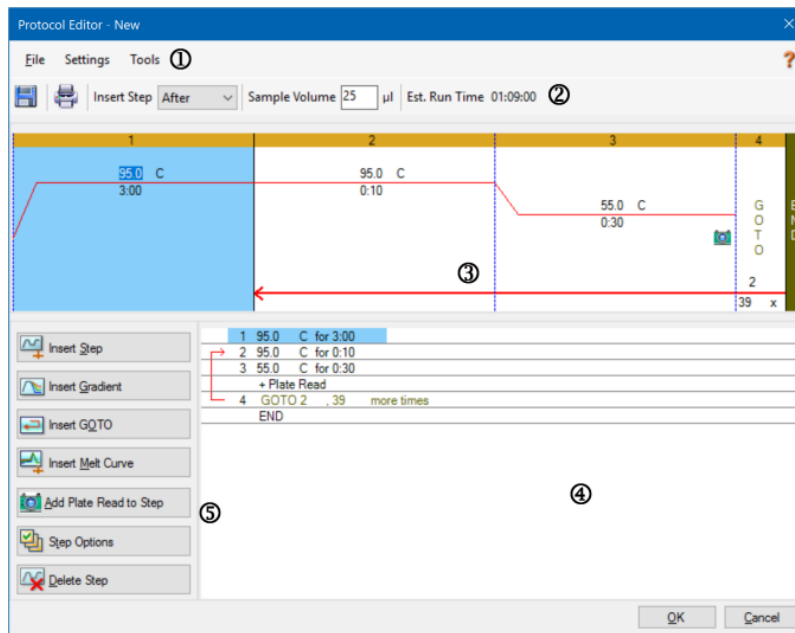 Protocol Editor - New
File Settings Tools ①
?
Insert Step After Sample Volume 25 µl Est. Run Time 01:09:00 ②
1 2 3 4
95.0 C
3:00
95.0 C
0:10
55.0 C
0:30
GOTO
2
39 x
③
Insert Step
Insert Gradient
Insert GOTO
Insert Melt Curve
Add Plate Read to Step
Step Options
Delete Step
⑤
1 95.0 C for 3:00
2 95.0 C for 0:10
3 55.0 C for 0:30
+ Plate Read
4 GOTO 2 , 39 more times
END
④
OK Cancel